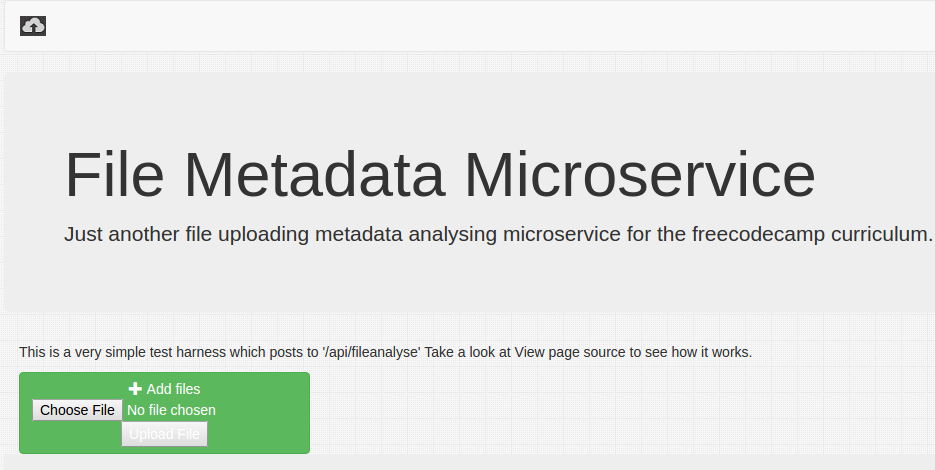 File Metadata Microservice
Just another file uploading metadata analysing microservice for the freecodecamp curriculum.
This is a very simple test harness which posts to '/api/fileanalyse' Take a look at View page source to see how it works.
Add files
Choose File No file chosen
Upload File